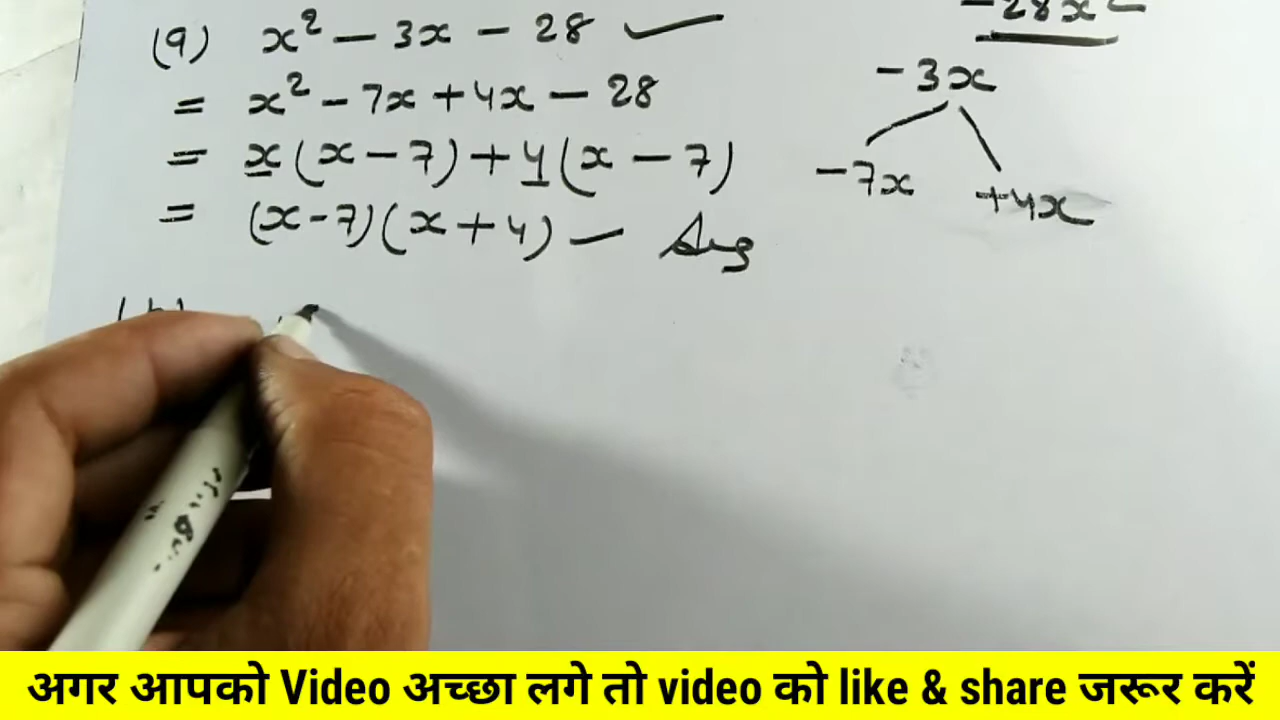 (9) x² - 3x - 28
= x² - 7x + 4x - 28
= x(x - 7) + 4(x - 7)
= (x - 7)(x + 4) - Ans
-28x²
-3x
-7x +4x
अगर आपको Video अच्छा लगे तो video को like & share जरूर करें